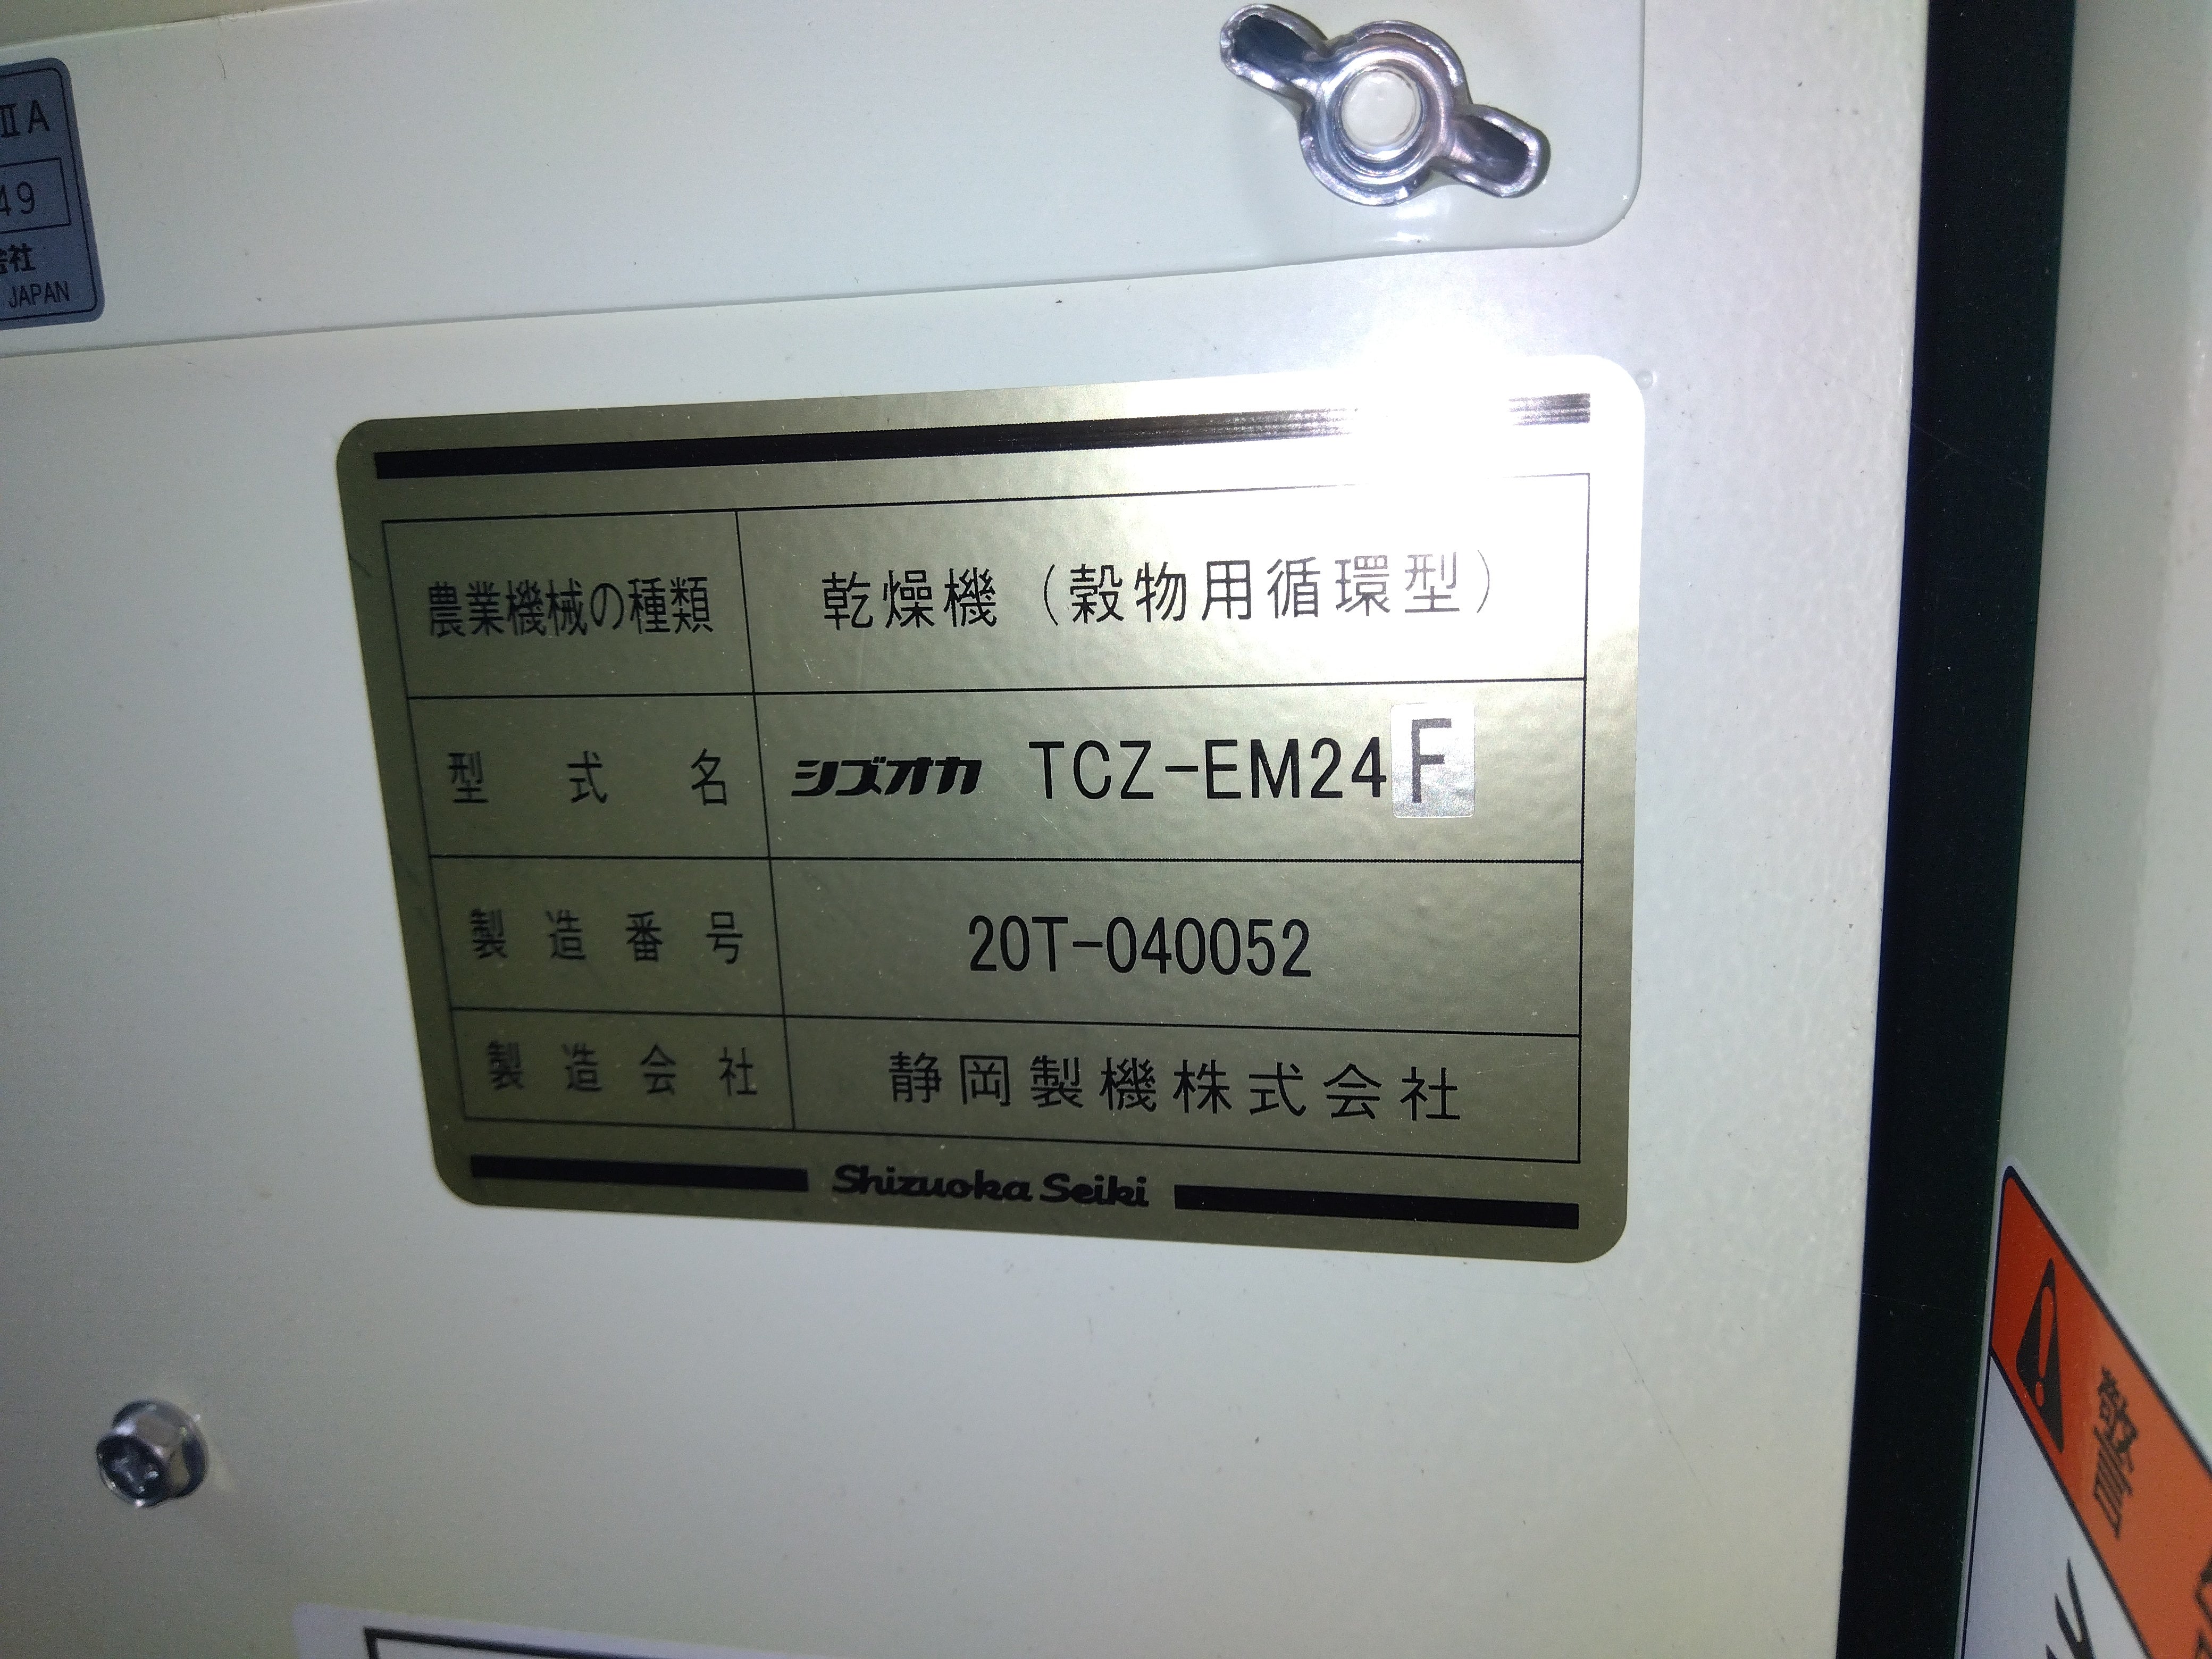 ⅡA
49
会社
JAPAN
農業機械の種類 乾燥機（穀物用循環型）
型式名 シズオカ TCZ-EM24F
製造番号 20T-040052
製造会社 静岡製機株式会社
Shizuoka Seiki
警